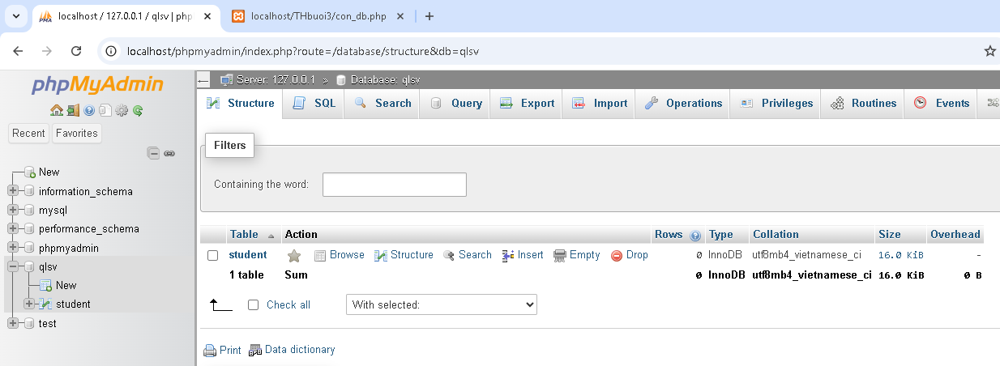 localhost / 127.0.0.1 / qlsv | php
localhost/THbuoi3/con_db.php
localhost/phpmyadmin/index.php?route=/database/structure&db=qlsv
phpMyAdmin
Recent Favorites
New
information_schema
mysql
performance_schema
phpmyadmin
qlsv
New
student
test
Server: 127.0.0.1 » Database: qlsv
Structure SQL Search Query Export Import Operations Privileges Routines Events
Filters
Containing the word:
Table Action Rows Type Collation Size Overhead
student Browse Structure Search Insert Empty Drop 0 InnoDB utf8mb4_vietnamese_ci 16.0 KiB -
1 table Sum 0 InnoDB utf8mb4_vietnamese_ci 16.0 KiB 0 B
Check all With selected:
Print Data dictionary